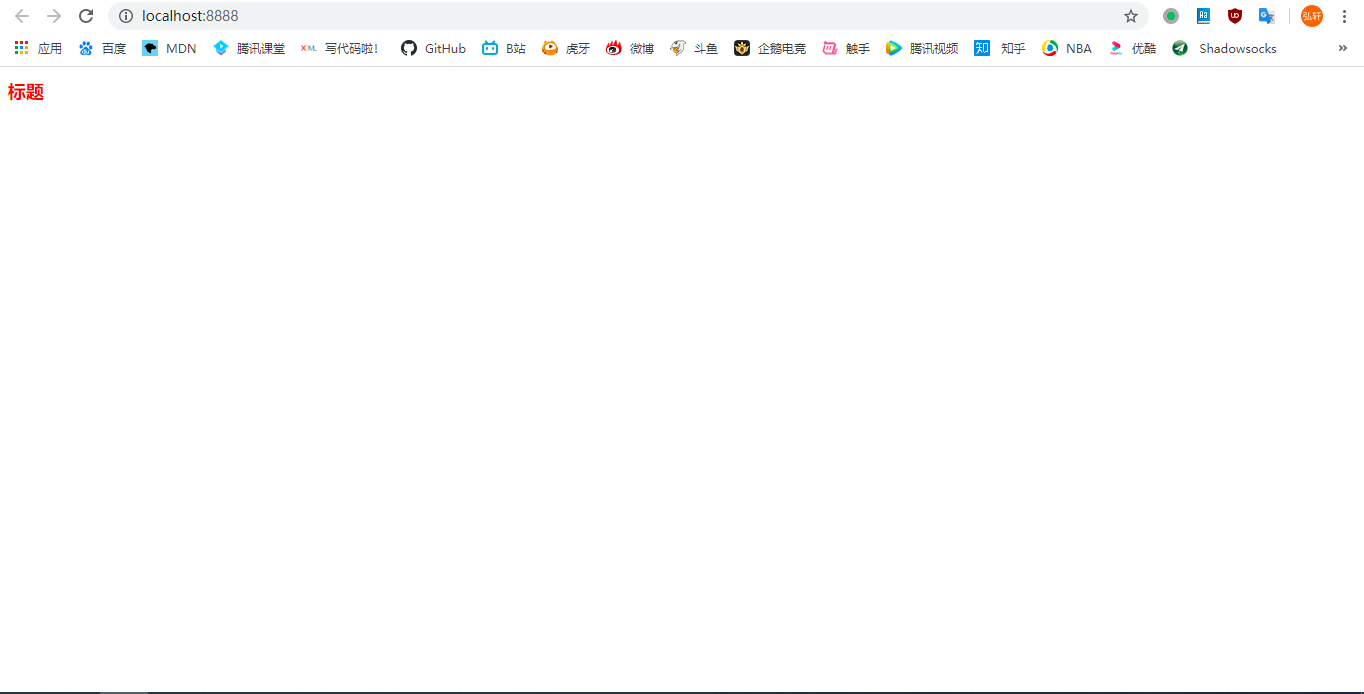 localhost:8888
弘轩
应用 百度 MDN 腾讯课堂 XML 写代码啦! GitHub B站 虎牙 微博 斗鱼 企鹅电竞 触手 腾讯视频 知 知乎 NBA 优酷 Shadowsocks »
标题